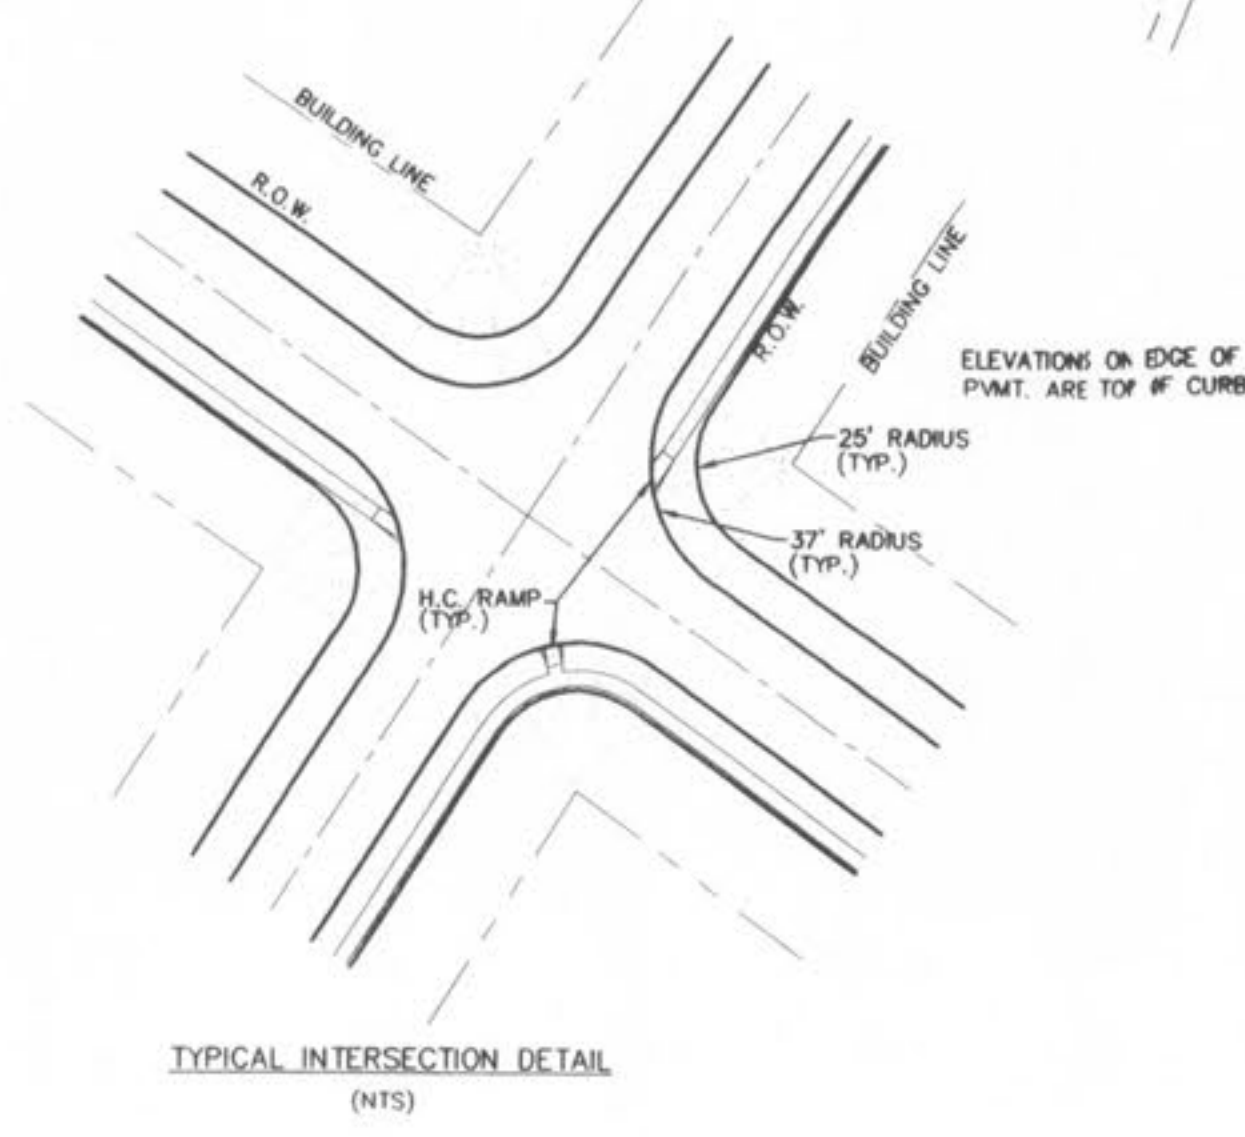 BUILDING LINE
R.O.W.
BUILDING LINE
R.O.W.
ELEVATIONS ON EDGE OF
PVMT. ARE TOP OF CURB
25' RADIUS
(TYP.)
37' RADIUS
(TYP.)
H.C. RAMP
(TYP.)
TYPICAL INTERSECTION DETAIL
(NTS)